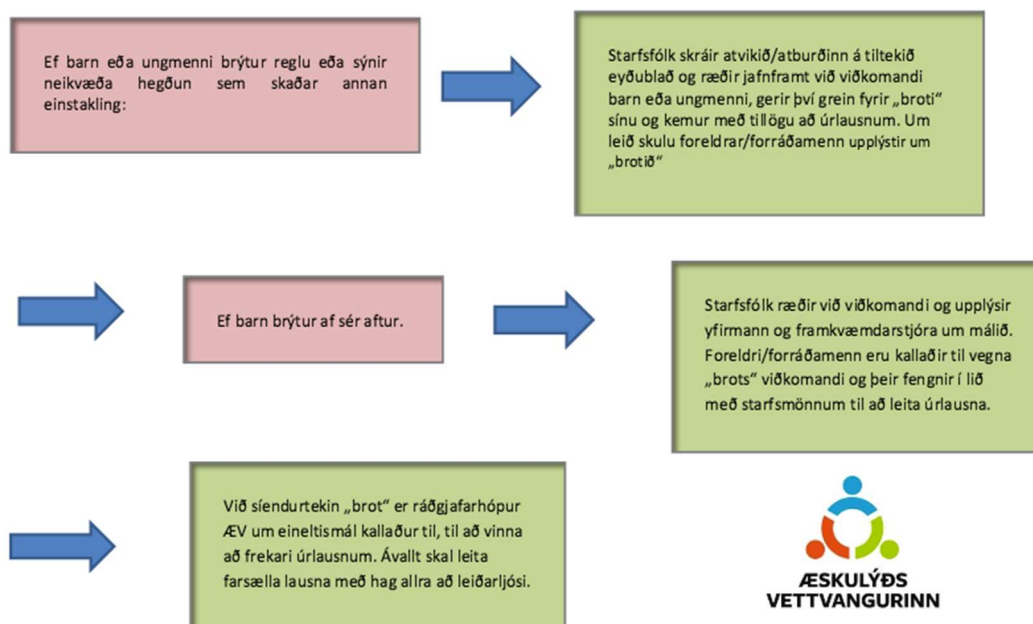 Ef barn eða ungmenni brýtur reglu eða sýnir
neikvæða hegðun sem skaðar annan
einstakling:
Starfsfólk skráir atvikið/atburðinn á tiltekið
eyðublað og ræðir jafnframt við viðkomandi
barn eða ungmenni, gerir því grein fyrir „broti“
sínu og kemur með tillögu að úrlausnum. Um
leið skulu foreldrar/forráðamenn upplýstir um
„brotið“
Ef barn brýtur af sér aftur.
Starfsfólk ræðir við viðkomandi og upplýsir
yfirmann og framkvæmdarstjóra um málið.
Foreldri/forráðamenn eru kallaðir til vegna
„brots“ viðkomandi og þeir fengnir í lið
með starfsmönnum til að leita úrlausna.
Við síendurtekin „brot“ er ráðgjafarhópur
ÆV um eineltismál kallaður til, til að vinna
að frekari úrlausnum. Ávallt skal leita
farsælla lausna með hag allra að leiðarljósi.
ÆSKULÝÐS
VETTVANGURINN